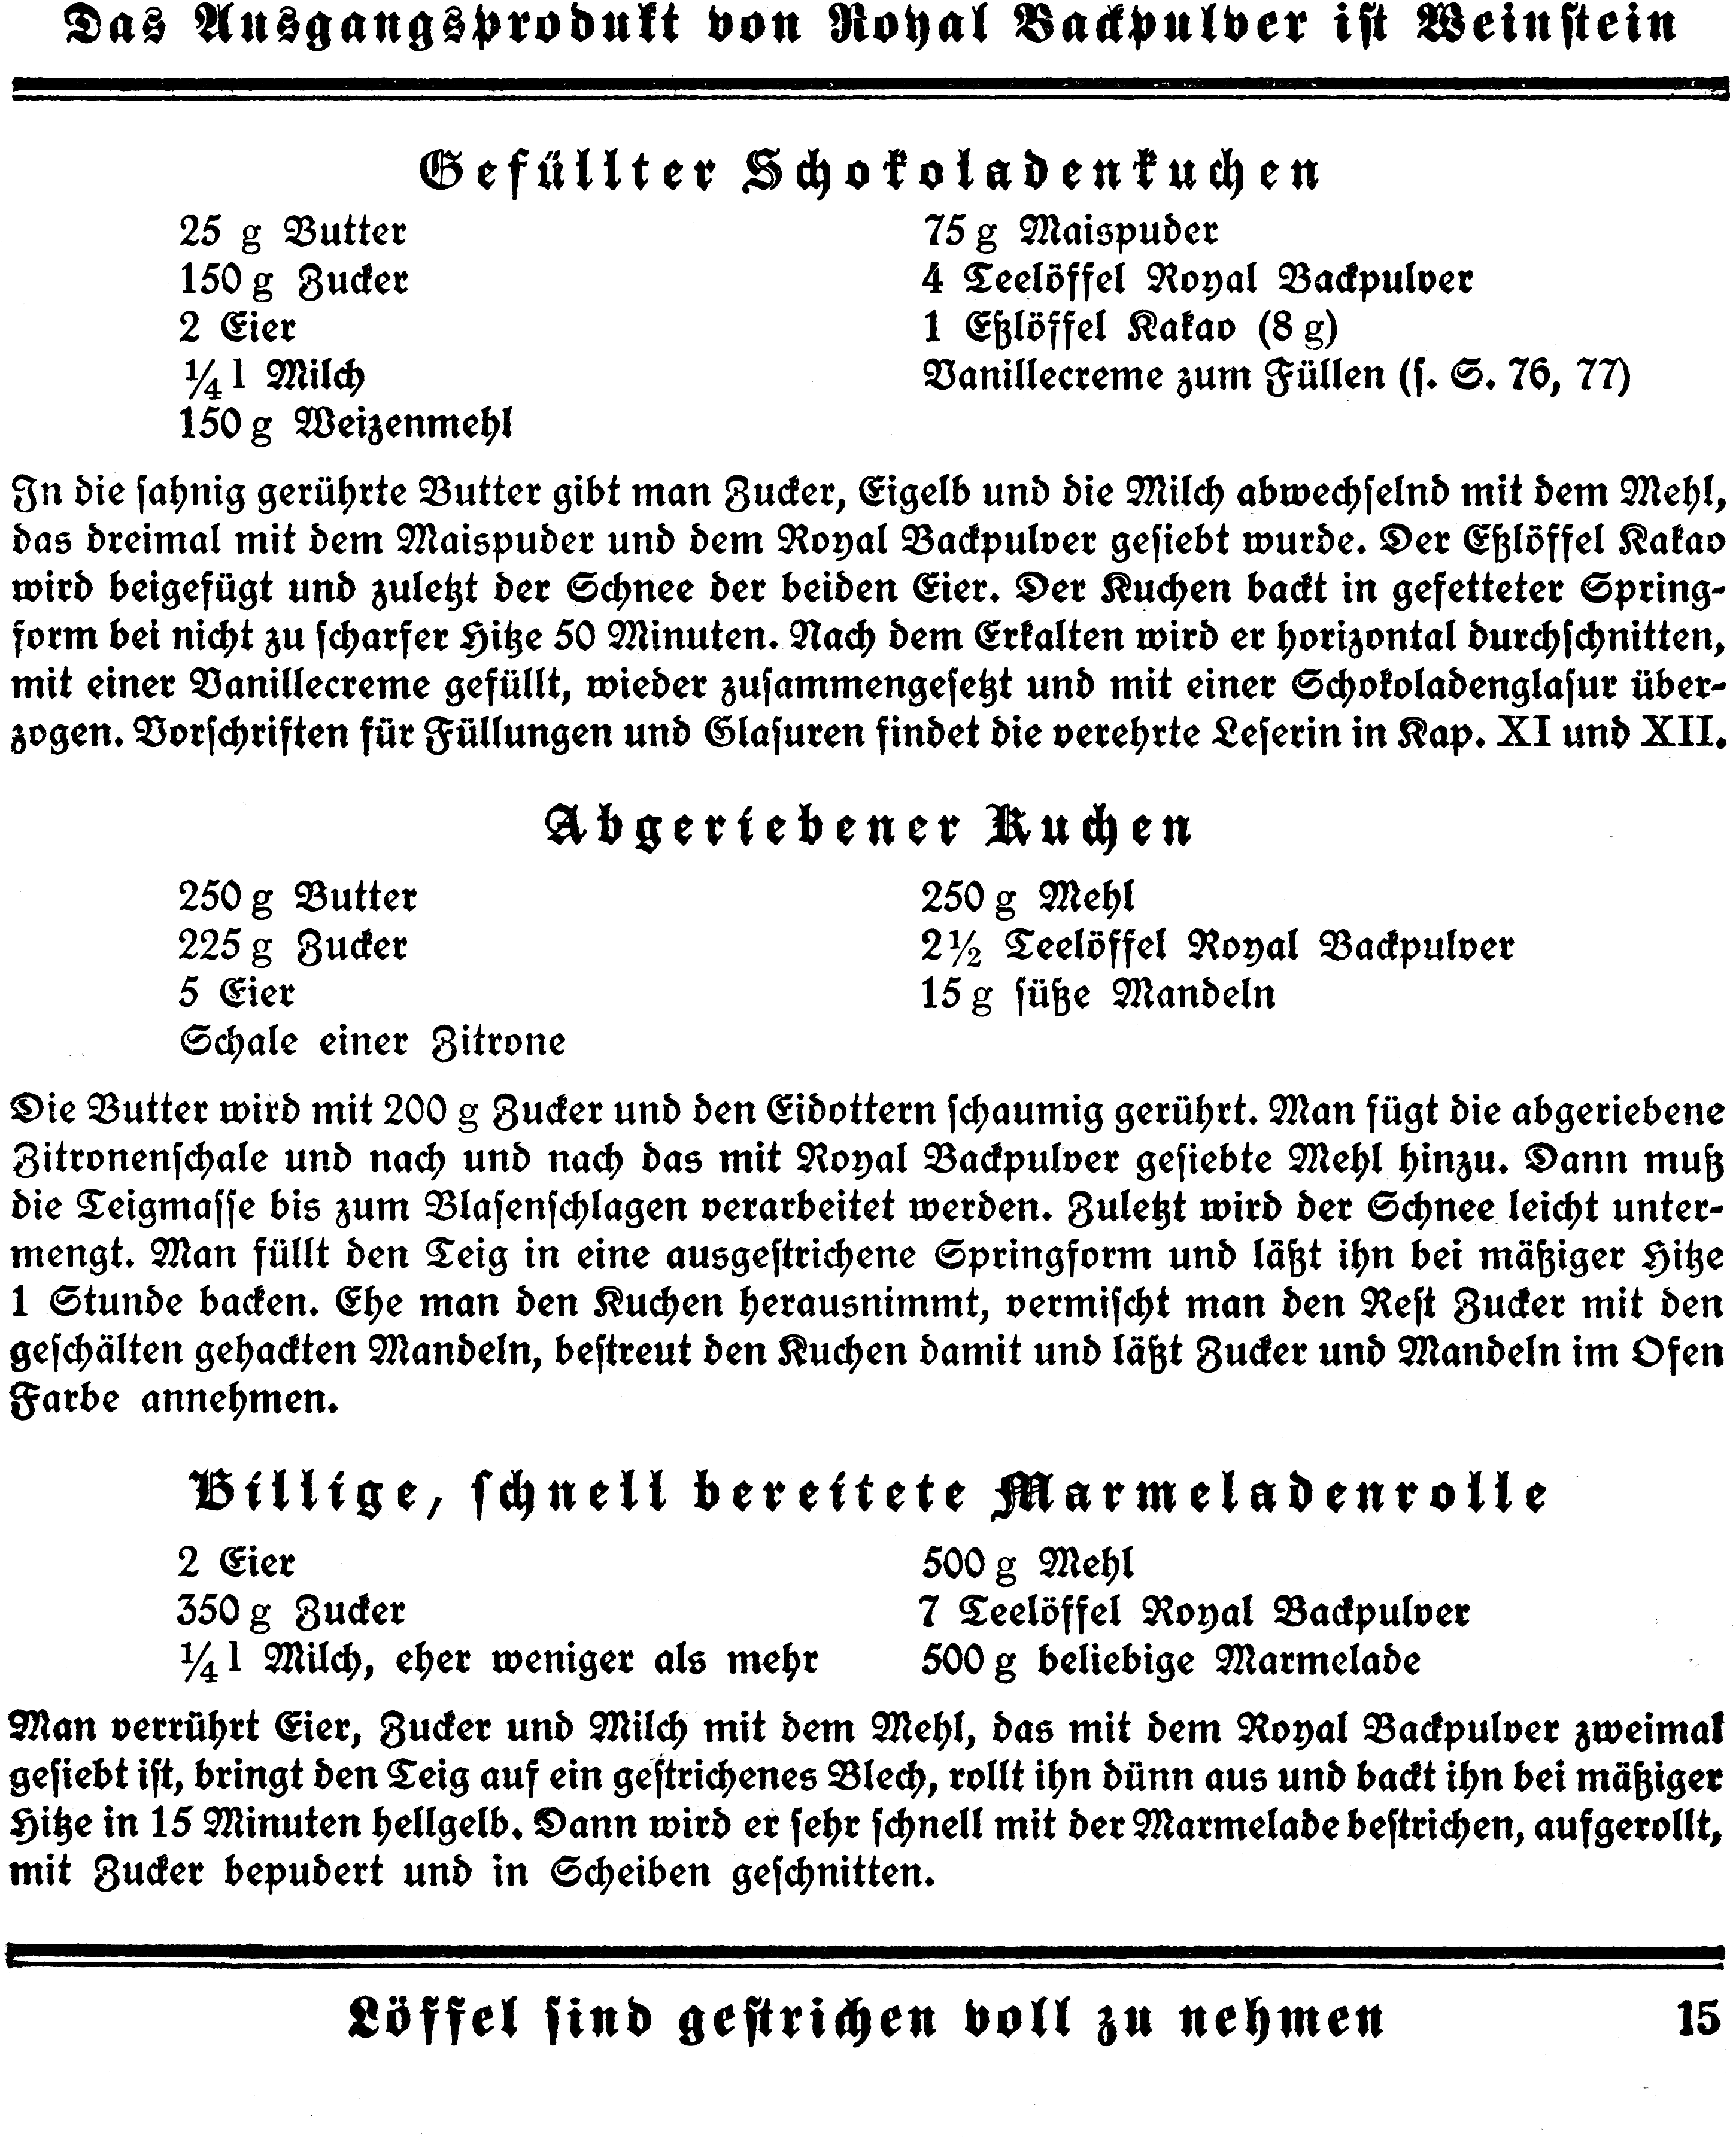 Das Ausgangsprodukt von Royal Backpulver ist Weinstein
Gefüllter Schokoladenkuchen
25 g Butter
150 g Zucker
2 Eier
¼ l Milch
150 g Weizenmehl
75 g Maispuder
4 Teelöffel Royal Backpulver
1 Eßlöffel Kakao (8 g)
Vanillecreme zum Füllen (s. S. 76, 77)
In die sahnig gerührte Butter gibt man Zucker, Eigelb und die Milch abwechselnd mit dem Mehl,
das dreimal mit dem Maispuder und dem Royal Backpulver gesiebt wurde. Der Eßlöffel Kakao
wird beigefügt und zuletzt der Schnee der beiden Eier. Der Kuchen backt in gefetteter Spring-
form bei nicht zu scharfer Hitze 50 Minuten. Nach dem Erkalten wird er horizontal durchschnitten,
mit einer Vanillecreme gefüllt, wieder zusammengesetzt und mit einer Schokoladenglasur über-
zogen. Vorschriften für Füllungen und Glasuren findet die verehrte Leserin in Kap. XI und XII.
Abgeriebener Kuchen
250 g Butter
225 g Zucker
5 Eier
Schale einer Zitrone
250 g Mehl
2½ Teelöffel Royal Backpulver
15 g süße Mandeln
Die Butter wird mit 200 g Zucker und den Eidottern schaumig gerührt. Man fügt die abgeriebene
Zitronenschale und nach und nach das mit Royal Backpulver gesiebte Mehl hinzu. Dann muß
die Teigmasse bis zum Blasenschlagen verarbeitet werden. Zuletzt wird der Schnee leicht unter-
mengt. Man füllt den Teig in eine ausgestrichene Springform und läßt ihn bei mäßiger Hitze
1 Stunde backen. Ehe man den Kuchen herausnimmt, vermischt man den Rest Zucker mit den
geschälten gehackten Mandeln, bestreut den Kuchen damit und läßt Zucker und Mandeln im Ofen
Farbe annehmen.
Billige, schnell bereitete Marmeladenrolle
2 Eier
350 g Zucker
¼ l Milch, eher weniger als mehr
500 g Mehl
7 Teelöffel Royal Backpulver
500 g beliebige Marmelade
Man verrührt Eier, Zucker und Milch mit dem Mehl, das mit dem Royal Backpulver zweimal
gesiebt ist, bringt den Teig auf ein gestrichenes Blech, rollt ihn dünn aus und backt ihn bei mäßiger
Hitze in 15 Minuten hellgelb. Dann wird er sehr schnell mit der Marmelade bestrichen, aufgerollt,
mit Zucker bepudert und in Scheiben geschnitten.
Löffel sind gestrichen voll zu nehmen 15